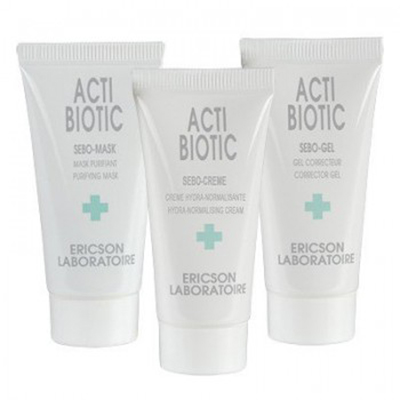 ACTI
BIOTIC
SEBO-MASK
MASK PURIFIANT
PURIFYING MASK
ERICSON
LABORATOIRE
ACTI
BIOTIC
SEBO-CREME
CREME HYDRA-NORMALISANTE
HYDRA-NORMALISING CREAM
ERICSON
LABORATOIRE
ACTI
BIOTIC
SEBO-GEL
GEL CORRECTEUR
CORRECTOR GEL
ERICSON
LABORATOIRE